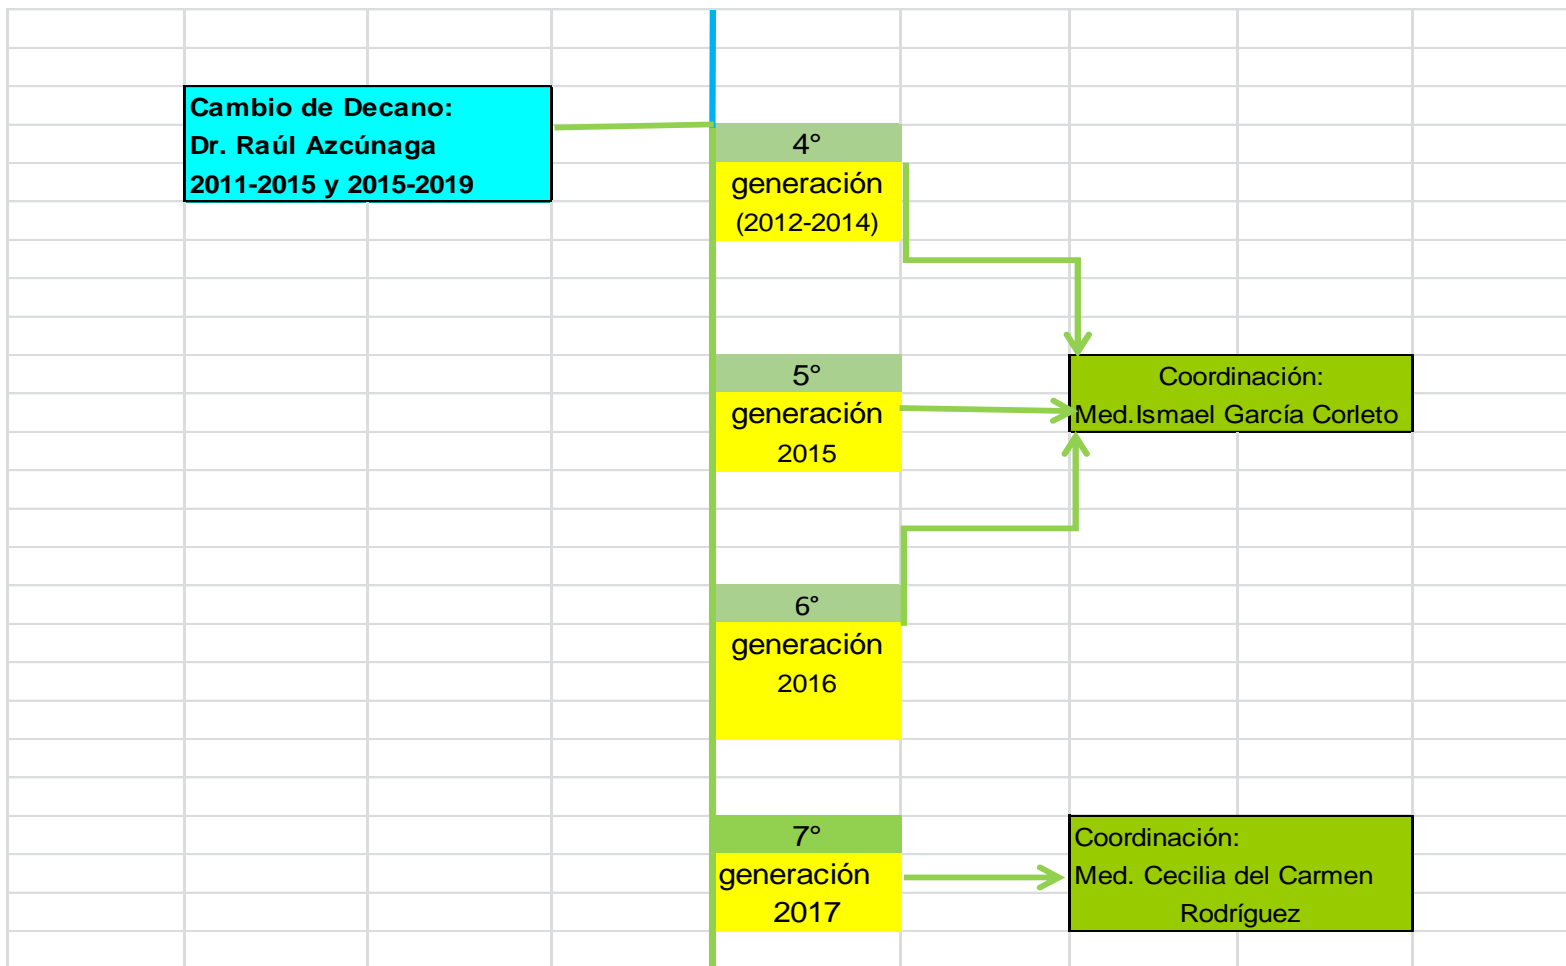 Cambio de Decano:
Dr. Raúl Azcúnaga
2011-2015 y 2015-2019
4°
generación
(2012-2014)
5°
generación
2015
Coordinación:
Med.Ismael García Corleto
6°
generación
2016
7°
generación
2017
Coordinación:
Med. Cecilia del Carmen
Rodríguez